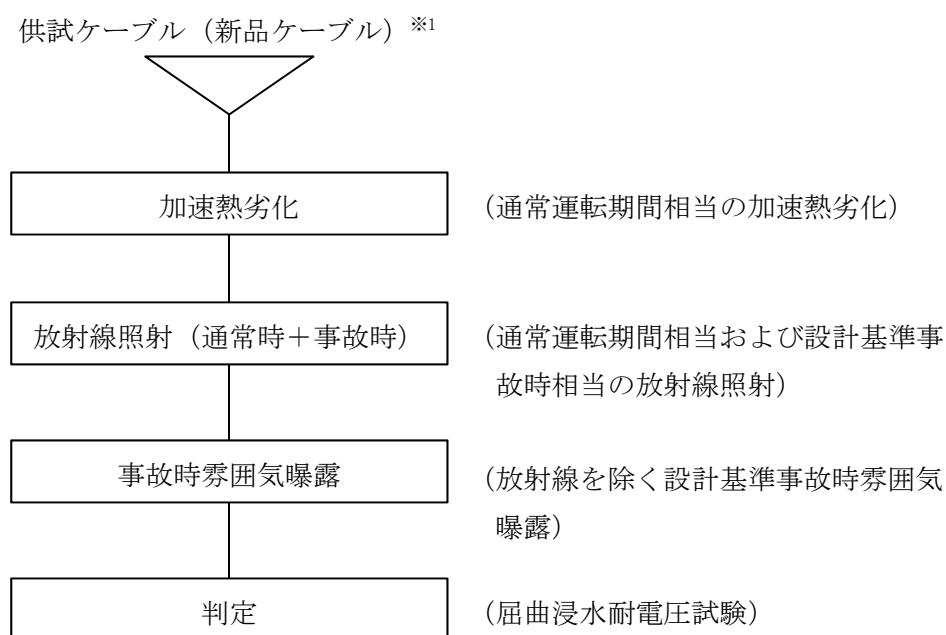 供試ケーブル（新品ケーブル）※1
加速熱劣化
（通常運転期間相当の加速熱劣化）
放射線照射（通常時＋事故時）
（通常運転期間相当および設計基準事
故時相当の放射線照射）
事故時雰囲気曝露
（放射線を除く設計基準事故時雰囲気
曝露）
判定
（屈曲浸水耐電圧試験）